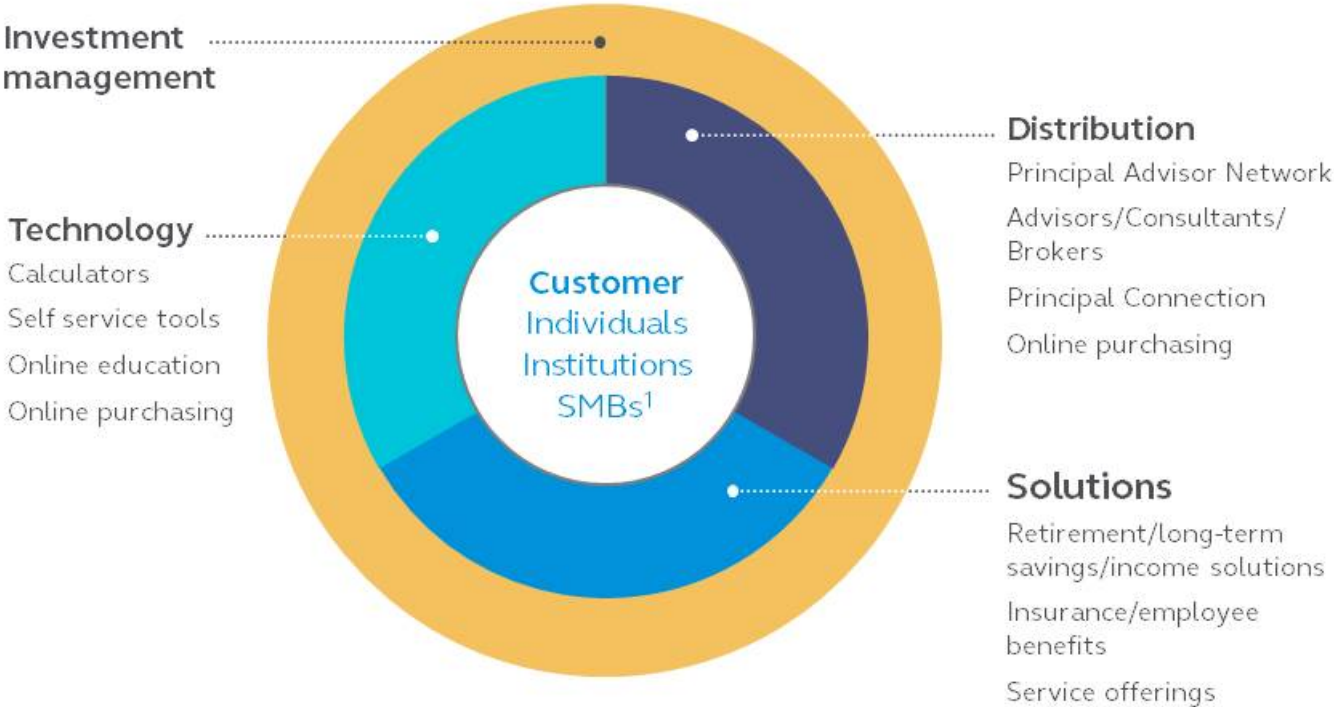 Investment
management
Technology
Calculators
Self service tools
Online education
Online purchasing
Customer
Individuals
Institutions
SMBs¹
Distribution
Principal Advisor Network
Advisors/Consultants/
Brokers
Principal Connection
Online purchasing
Solutions
Retirement/long-term
savings/income solutions
Insurance/employee
benefits
Service offerings